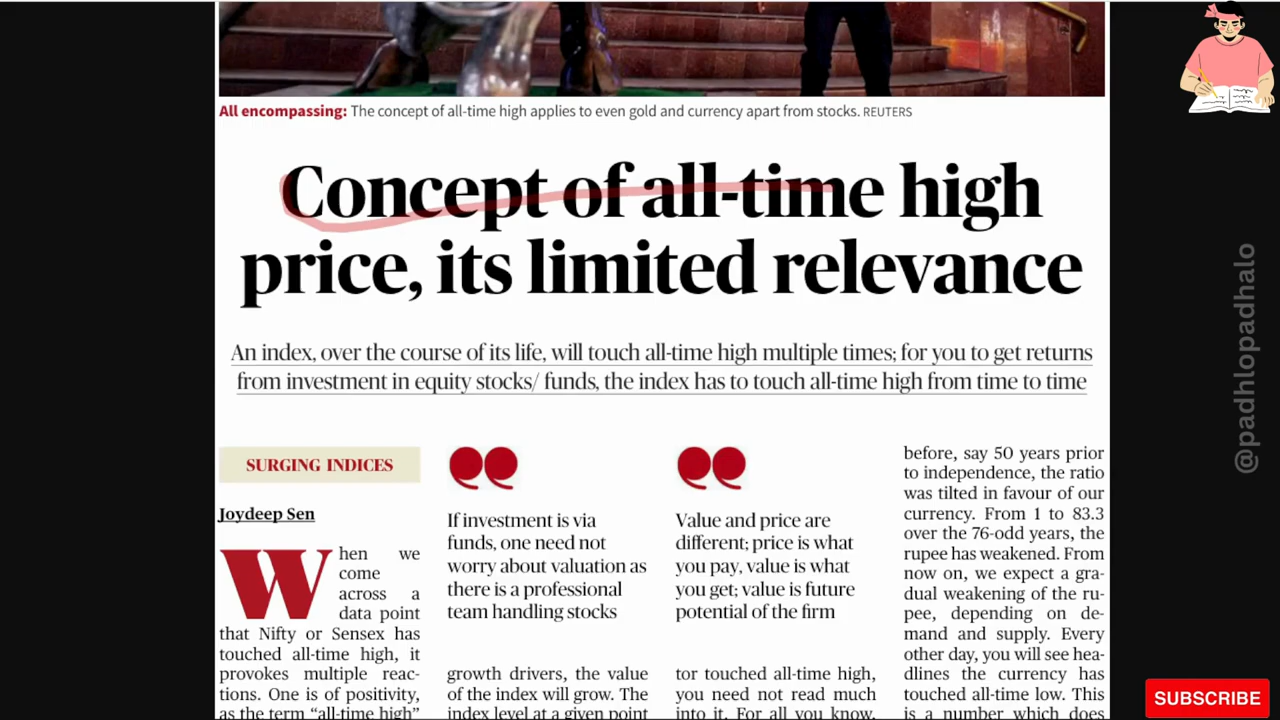 All encompassing: The concept of all-time high applies to even gold and currency apart from stocks. REUTERS
Concept of all-time high
price, its limited relevance
An index, over the course of its life, will touch all-time high multiple times; for you to get returns
from investment in equity stocks/ funds, the index has to touch all-time high from time to time
SURGING INDICES
Joydeep Sen
When we
come
across a
data point
that Nifty or Sensex has
touched all-time high, it
provokes multiple reac-
tions. One is of positivity,
as the term “all-time high”
If investment is via
funds, one need not
worry about valuation as
there is a professional
team handling stocks
growth drivers, the value
of the index will grow. The
index level at a given point
Value and price are
different; price is what
you pay, value is what
you get; value is future
potential of the firm
tor touched all-time high,
you need not read much
into it. For all you know,
before, say 50 years prior
to independence, the ratio
was tilted in favour of our
currency. From 1 to 83.3
over the 76-odd years, the
rupee has weakened. From
now on, we expect a gra-
dual weakening of the ru-
pee, depending on de-
mand and supply. Every
other day, you will see hea-
dlines the currency has
touched all-time low. This
is a number which does
@padhlopadhalo
SUBSCRIBE